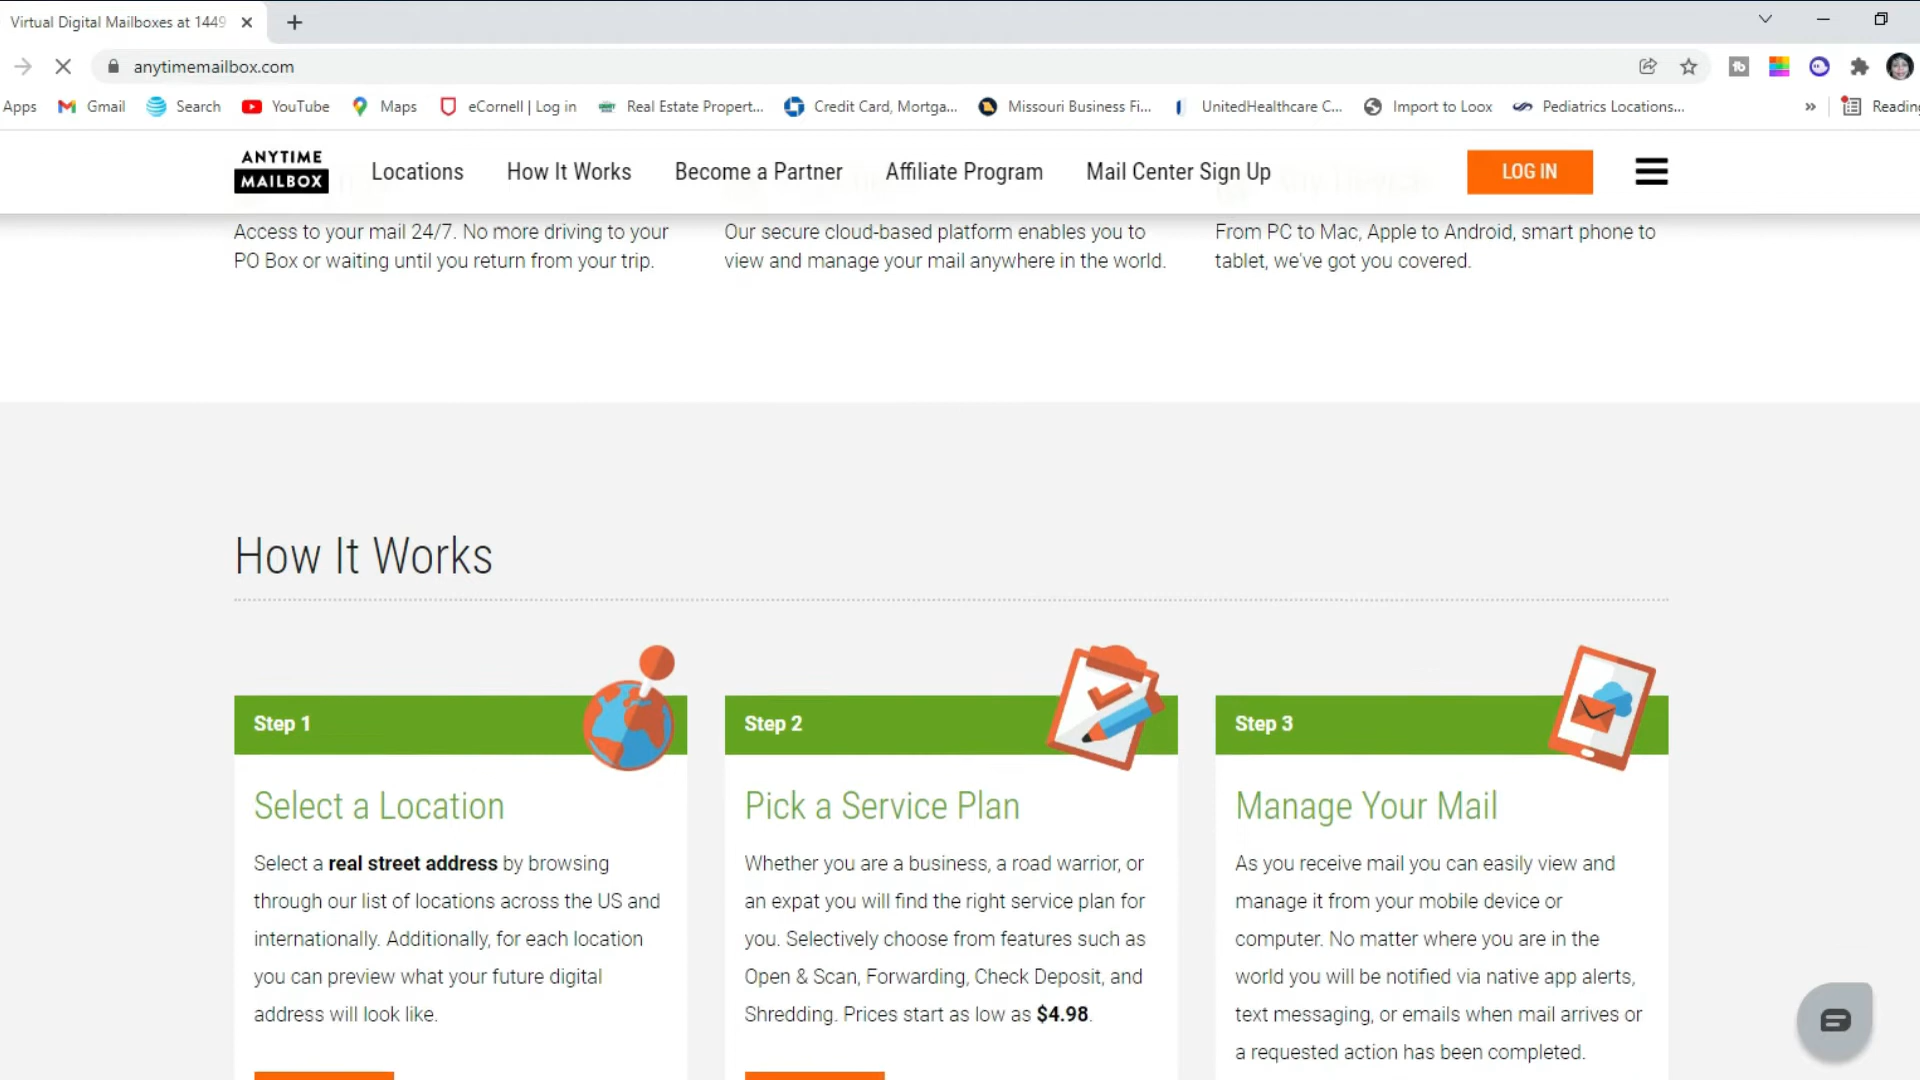 Virtual Digital Mailboxes at 1449
anytimemailbox.com
Apps Gmail Search YouTube Maps eCornell | Log in Real Estate Propert... Credit Card, Mortga... Missouri Business Fi... UnitedHealthcare C... Import to Loox Pediatrics Locations... » Reading
ANYTIME
MAILBOX
Locations How It Works Become a Partner Affiliate Program Mail Center Sign Up LOG IN
Access to your mail 24/7. No more driving to your
PO Box or waiting until you return from your trip.
Our secure cloud-based platform enables you to
view and manage your mail anywhere in the world.
From PC to Mac, Apple to Android, smart phone to
tablet, we've got you covered.
How It Works
Step 1
Select a Location
Select a real street address by browsing
through our list of locations across the US and
internationally. Additionally, for each location
you can preview what your future digital
address will look like.
Step 2
Pick a Service Plan
Whether you are a business, a road warrior, or
an expat you will find the right service plan for
you. Selectively choose from features such as
Open & Scan, Forwarding, Check Deposit, and
Shredding. Prices start as low as $4.98.
Step 3
Manage Your Mail
As you receive mail you can easily view and
manage it from your mobile device or
computer. No matter where you are in the
world you will be notified via native app alerts,
text messaging, or emails when mail arrives or
a requested action has been completed.